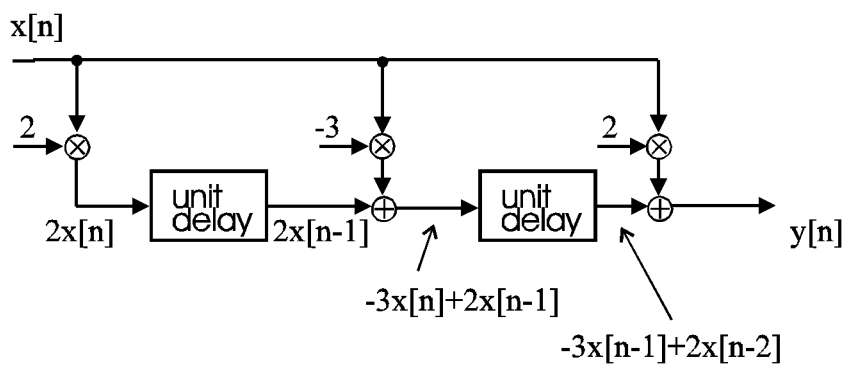 x[n]
2
-3
2
unit
delay
unit
delay
2x[n]
2x[n-1]
y[n]
-3x[n]+2x[n-1]
-3x[n-1]+2x[n-2]